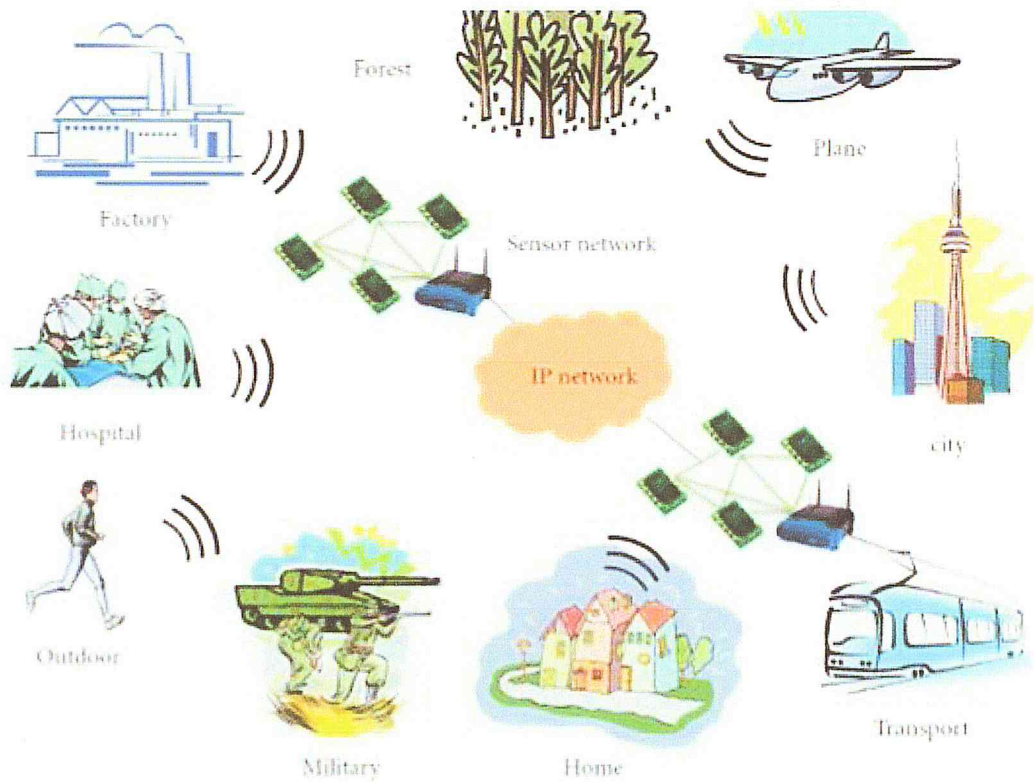 Forest
Plane
Factory
Sensor network
IP network
Hospital
city
Outdoor
Transport
Military
Home